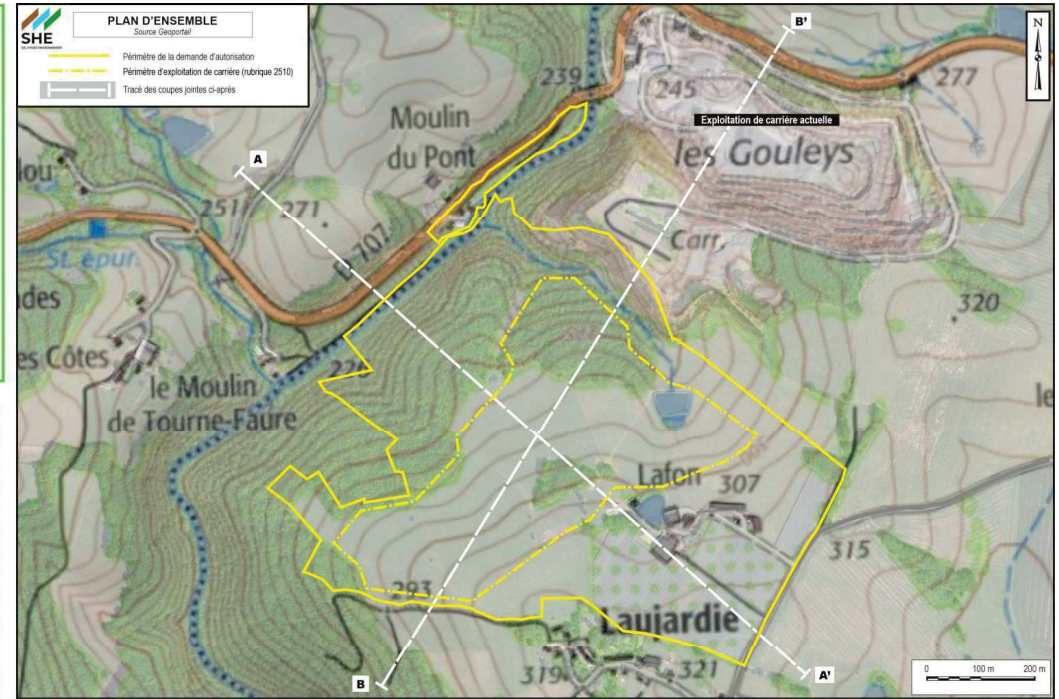 SHE
PLAN D'ENSEMBLE
Source Geoportail
Périmètre de la demande d'autorisation
Périmètre d'exploitation de carrière (rubrique 2510)
Tracé des coupes jointes ci-après
B'
N
239
245
277
Exploitation de carrière actuelle
Moulin
du Pont
les Gouleys
A
lou
251
271
707
Carr.
St. épur.
des
320
es Côtes
le Moulin
de Tourne-Faure
le
Lafon
307
315
293
Laujardie
319
321
B
A'
0 100 m 200 m